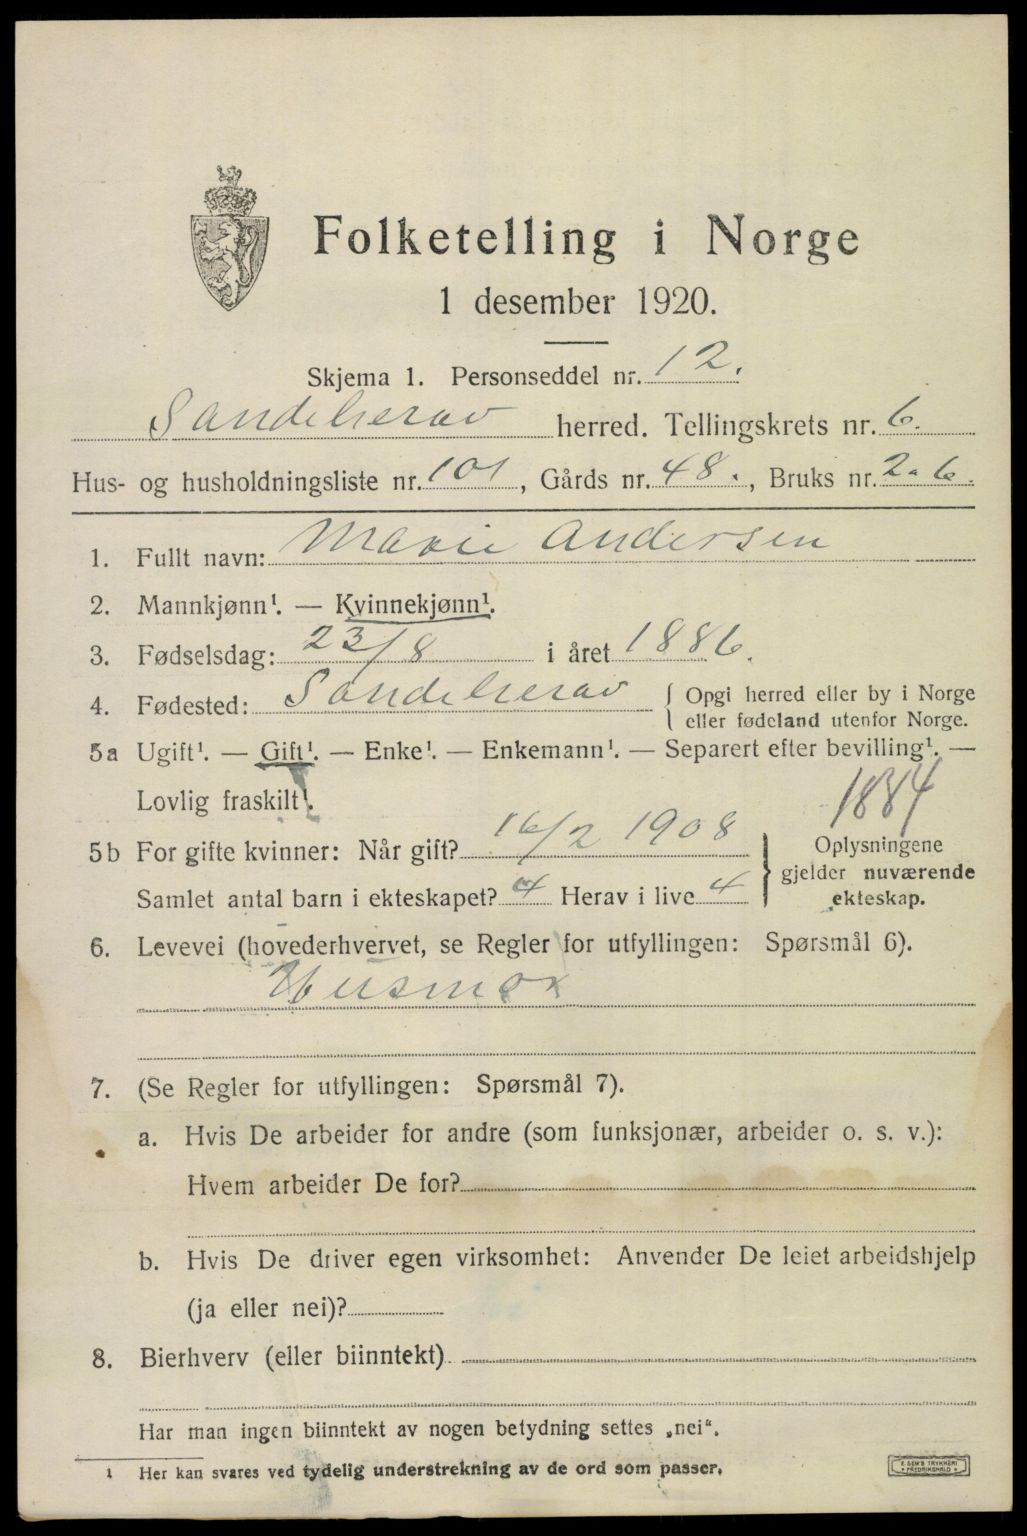 Folketelling i Norge
1 desember 1920.
Skjema 1. Personseddel nr. 12.
Sandeherav herred. Tellingskrets nr. 6.
Hus- og husholdningsliste nr. 101, Gårds nr. 48., Bruks nr. 2a6.
1. Fullt navn: Marie Andersen
2. Mannkjønn¹. — Kvinnekjønn¹.
3. Fødselsdag: 23/8 i året 1886.
4. Fødested: Sandeherav { Opgi herred eller by i Norge
eller fødeland utenfor Norge.
5a Ugift¹. — Gift¹. — Enke¹. — Enkemann¹. — Separert efter bevilling¹. —
Lovlig fraskilt¹.
1884
5b For gifte kvinner: Når gift? 16/2 1908
Samlet antal barn i ekteskapet? 4 Herav i live 4
} Oplysningene
gjelder nuværende
ekteskap.
6. Levevei (hovederhvervet, se Regler for utfyllingen: Spørsmål 6).
Husmor
7. (Se Regler for utfyllingen: Spørsmål 7).
a. Hvis De arbeider for andre (som funksjonær, arbeider o. s. v.):
Hvem arbeider De for?
b. Hvis De driver egen virksomhet: Anvender De leiet arbeidshjelp
(ja eller nei)?
8. Bierhverv (eller biinntekt)
Har man ingen biinntekt av nogen betydning settes „nei“.
1 Her kan svares ved tydelig understrekning av de ord som passer.
E. SEM'S TRYKKERI
FREDRIKSHALD